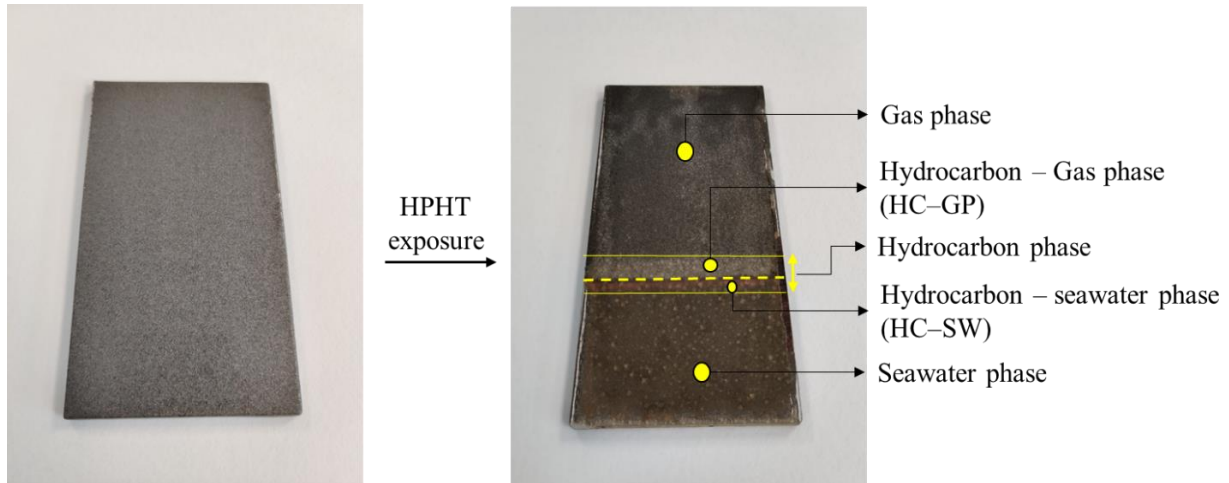 HPHT
exposure
Gas phase
Hydrocarbon – Gas phase
(HC–GP)
Hydrocarbon phase
Hydrocarbon – seawater phase
(HC–SW)
Seawater phase